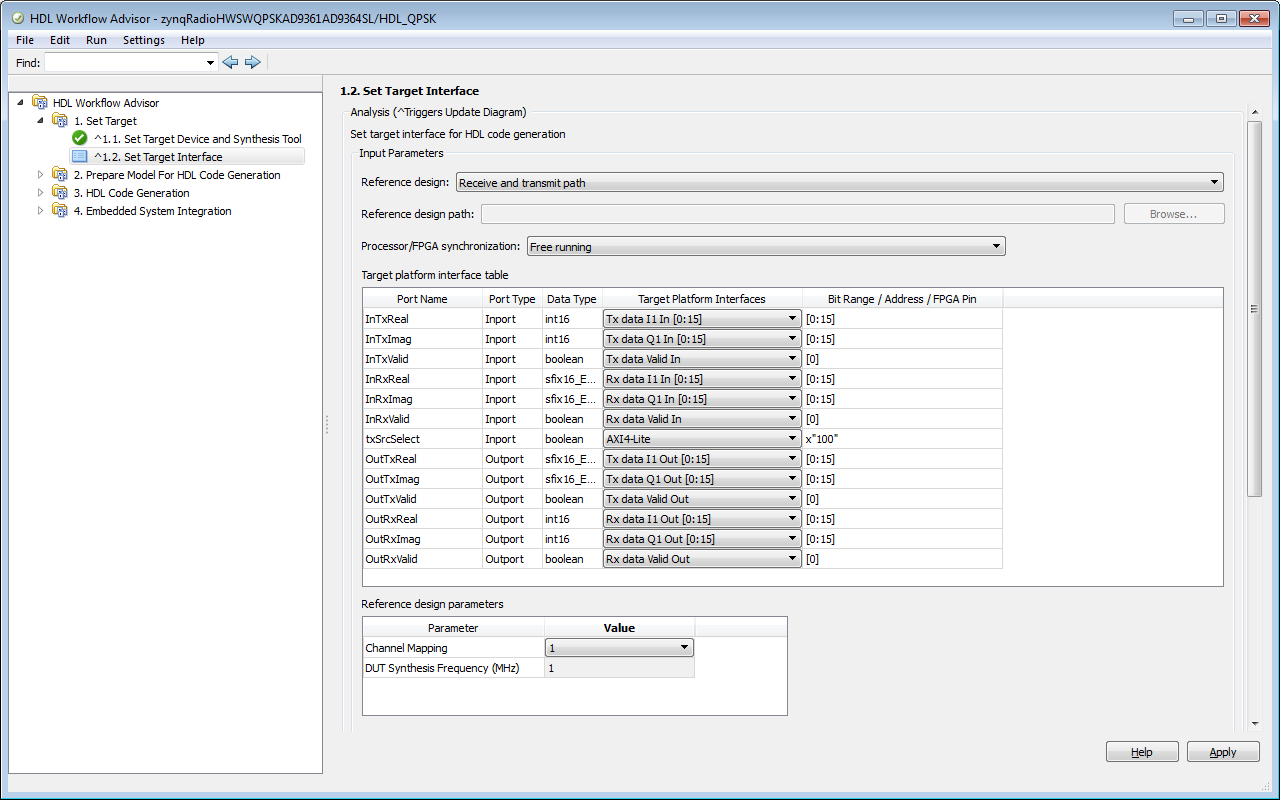 HDL Workflow Advisor - zynqRadioHWSWQPSKAD9361AD9364SL/HDL_QPSK
File Edit Run Settings Help
Find:
HDL Workflow Advisor
1. Set Target
^1.1. Set Target Device and Synthesis Tool
^1.2. Set Target Interface
2. Prepare Model For HDL Code Generation
3. HDL Code Generation
4. Embedded System Integration
1.2. Set Target Interface
Analysis (^Triggers Update Diagram)
Set target interface for HDL code generation
Input Parameters
Reference design: Receive and transmit path
Reference design path: Browse...
Processor/FPGA synchronization: Free running
Target platform interface table
Port Name Port Type Data Type Target Platform Interfaces Bit Range / Address / FPGA Pin
InTxReal Inport int16 Tx data I1 In [0:15] [0:15]
InTxImag Inport int16 Tx data Q1 In [0:15] [0:15]
InTxValid Inport boolean Tx data Valid In [0]
InRxReal Inport sfix16_E... Rx data I1 In [0:15] [0:15]
InRxImag Inport sfix16_E... Rx data Q1 In [0:15] [0:15]
InRxValid Inport boolean Rx data Valid In [0]
txSrcSelect Inport boolean AXI4-Lite x"100"
OutTxReal Outport sfix16_E... Tx data I1 Out [0:15] [0:15]
OutTxImag Outport sfix16_E... Tx data Q1 Out [0:15] [0:15]
OutTxValid Outport boolean Tx data Valid Out [0]
OutRxReal Outport int16 Rx data I1 Out [0:15] [0:15]
OutRxImag Outport int16 Rx data Q1 Out [0:15] [0:15]
OutRxValid Outport boolean Rx data Valid Out [0]
Reference design parameters
Parameter Value
Channel Mapping 1
DUT Synthesis Frequency (MHz) 1
Help Apply